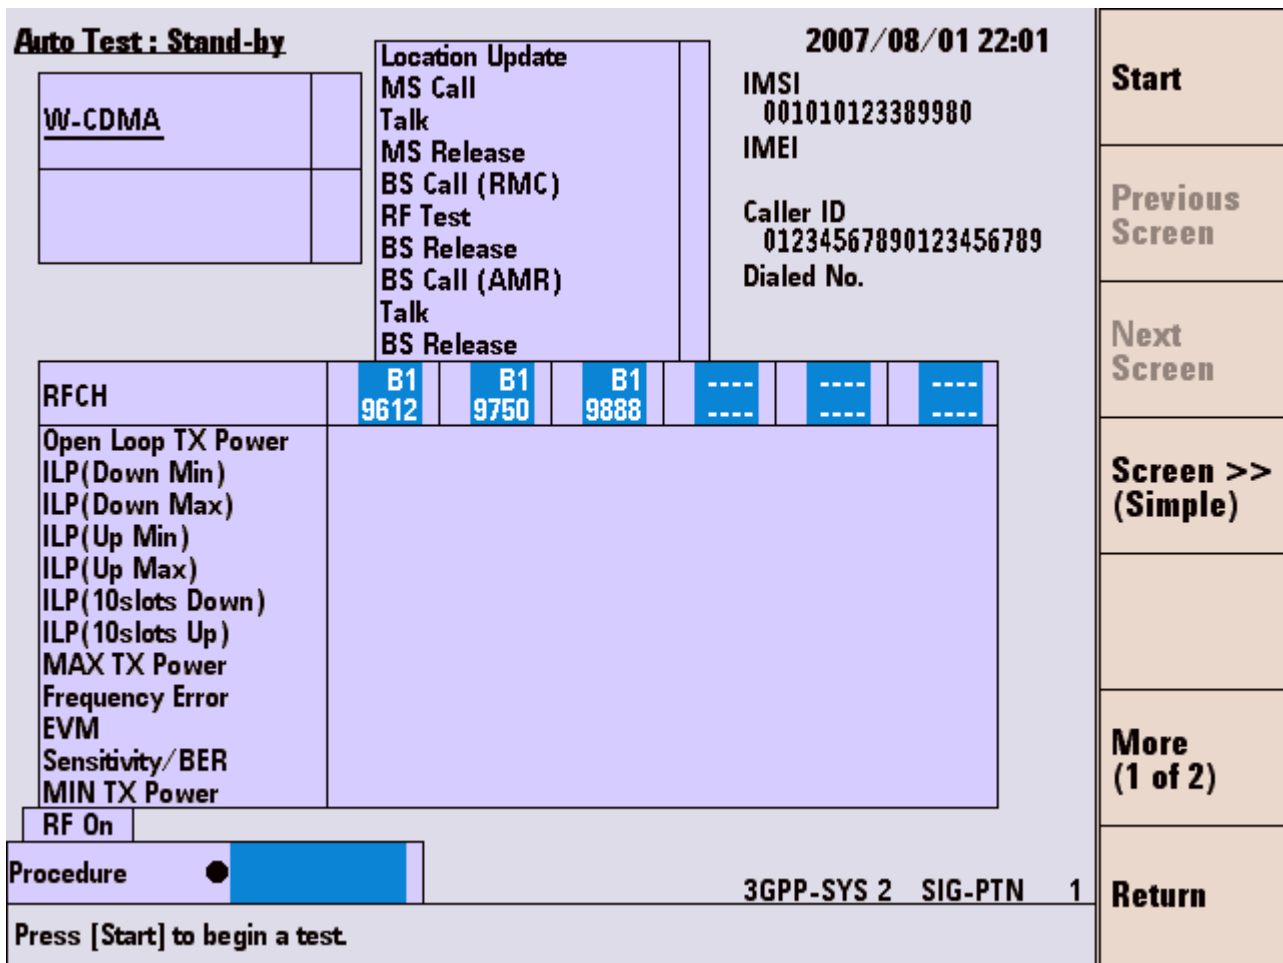 Auto Test : Stand-by
2007/08/01 22:01
W-CDMA
Location Update
MS Call
Talk
MS Release
BS Call (RMC)
RF Test
BS Release
BS Call (AMR)
Talk
BS Release
IMSI
001010123389980
IMEI
Caller ID
01234567890123456789
Dialed No.
RFCH B1 B1 B1 ---- ---- ----
9612 9750 9888 ---- ---- ----
Open Loop TX Power
ILP(Down Min)
ILP(Down Max)
ILP(Up Min)
ILP(Up Max)
ILP(10slots Down)
ILP(10slots Up)
MAX TX Power
Frequency Error
EVM
Sensitivity/BER
MIN TX Power
RF On
Procedure ●
3GPP-SYS 2 SIG-PTN 1
Press [Start] to begin a test.
Start
Previous
Screen
Next
Screen
Screen >>
(Simple)
More
(1 of 2)
Return